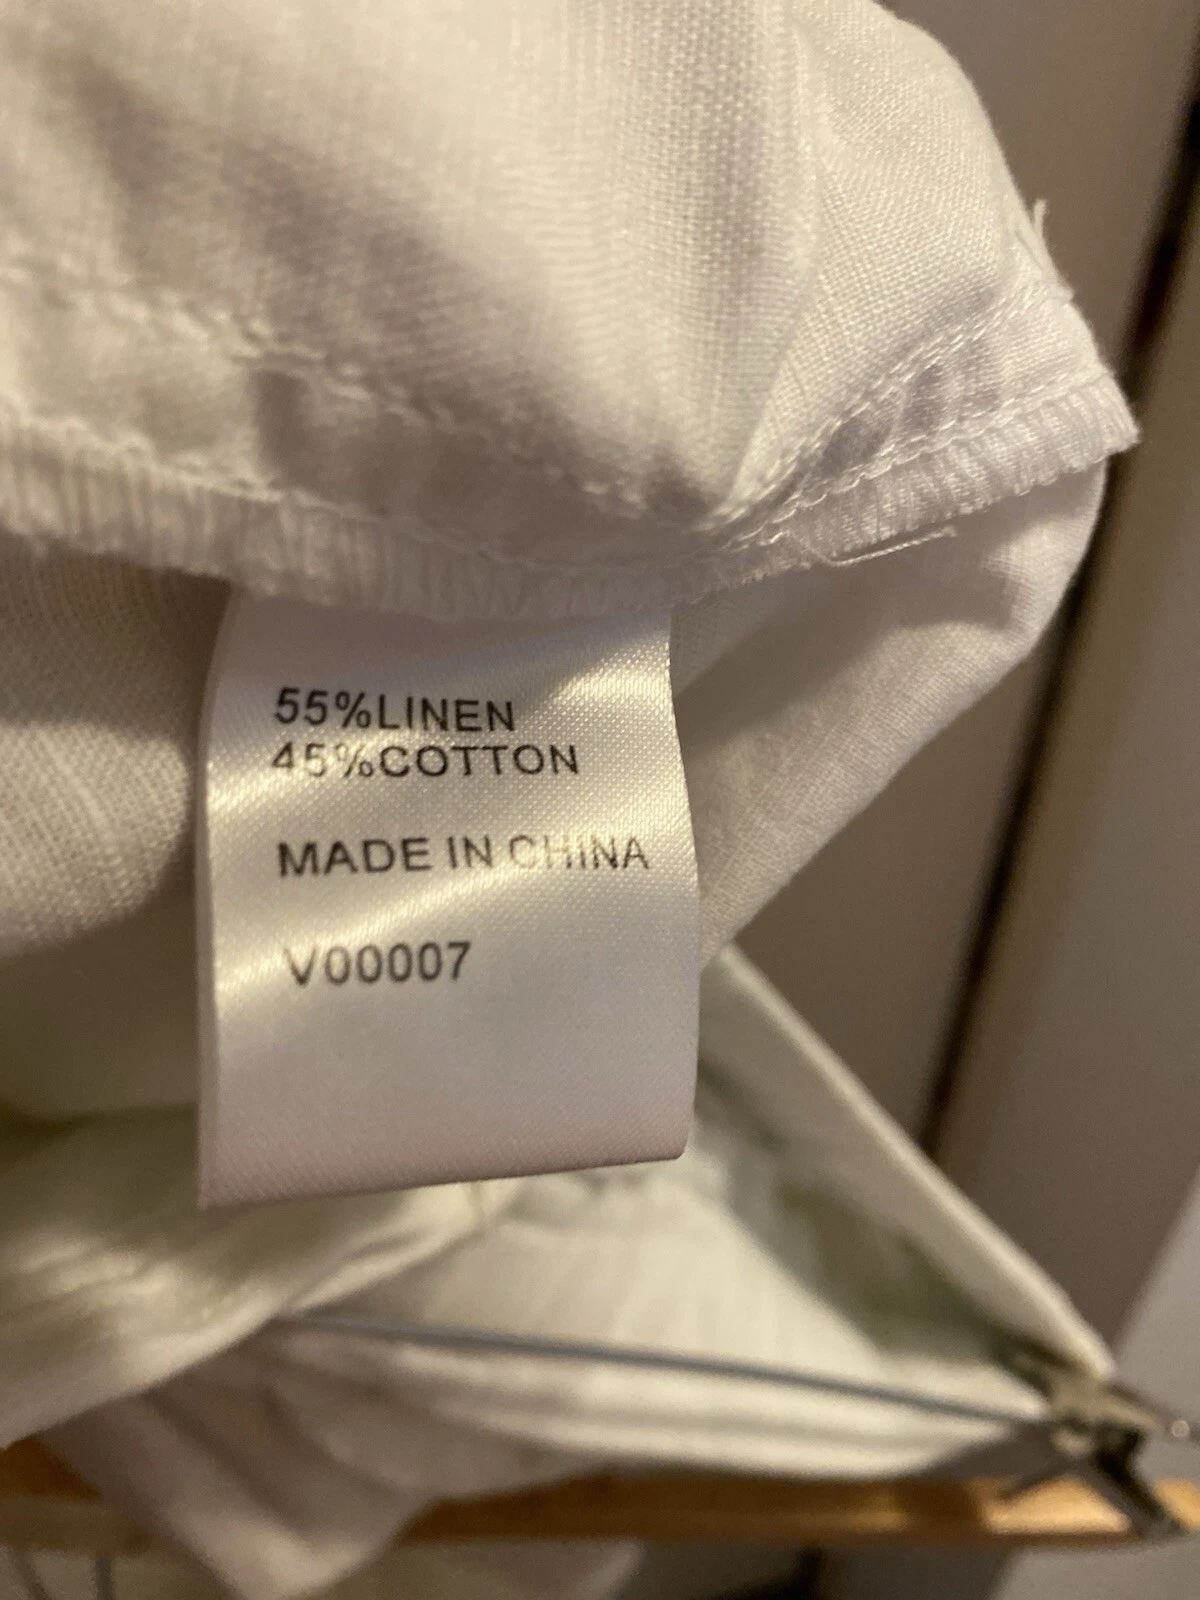 55%LINEN
45%COTTON
MADE IN CHINA
V00007